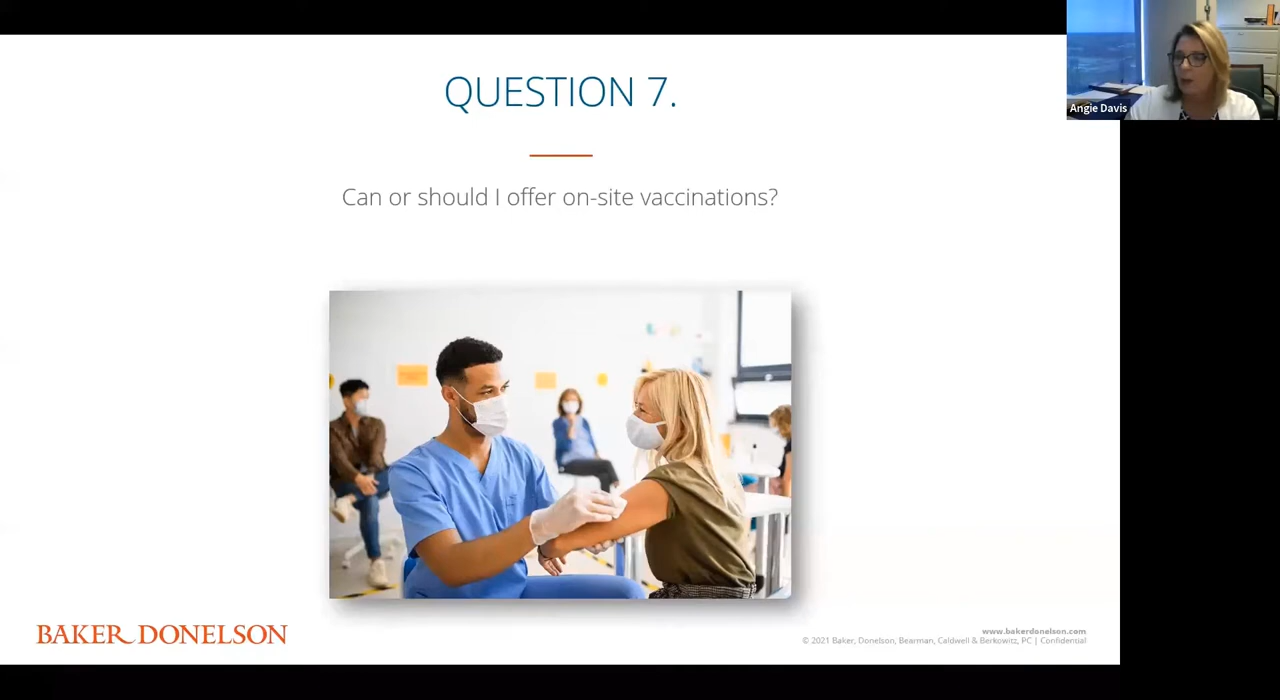 QUESTION 7.
Angie Davis
Can or should I offer on-site vaccinations?
BAKER DONELSON
www.bakerdonelson.com
© 2021 Baker, Donelson, Bearman, Caldwell & Berkowitz, PC | Confidential